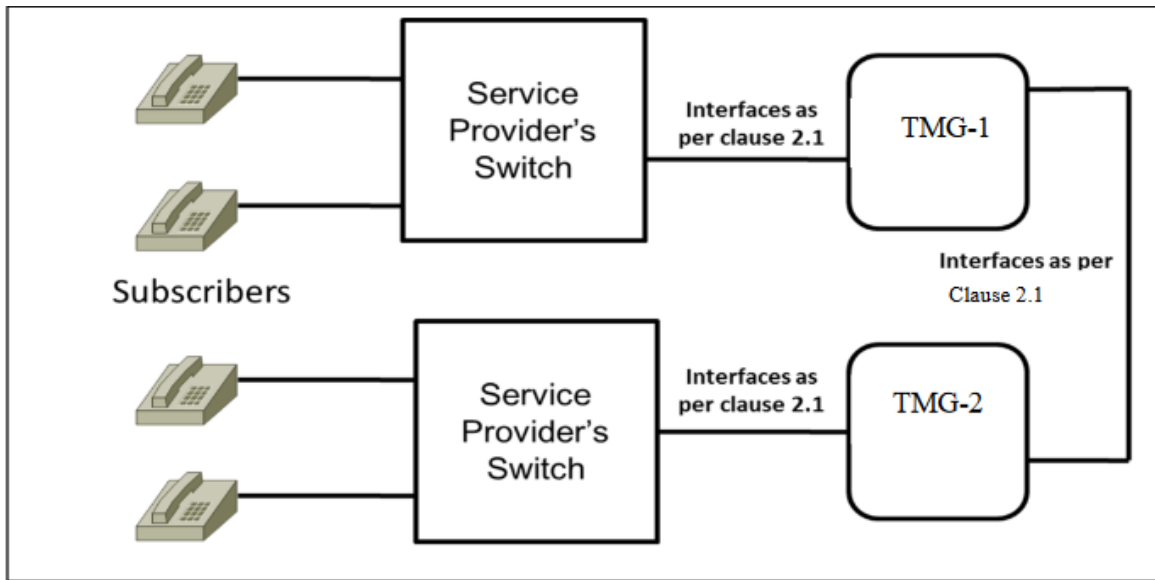 Service
Provider's
Switch
Interfaces as
per clause 2.1
TMG-1
Subscribers
Interfaces as per
Clause 2.1
Service
Provider's
Switch
Interfaces as
per clause 2.1
TMG-2